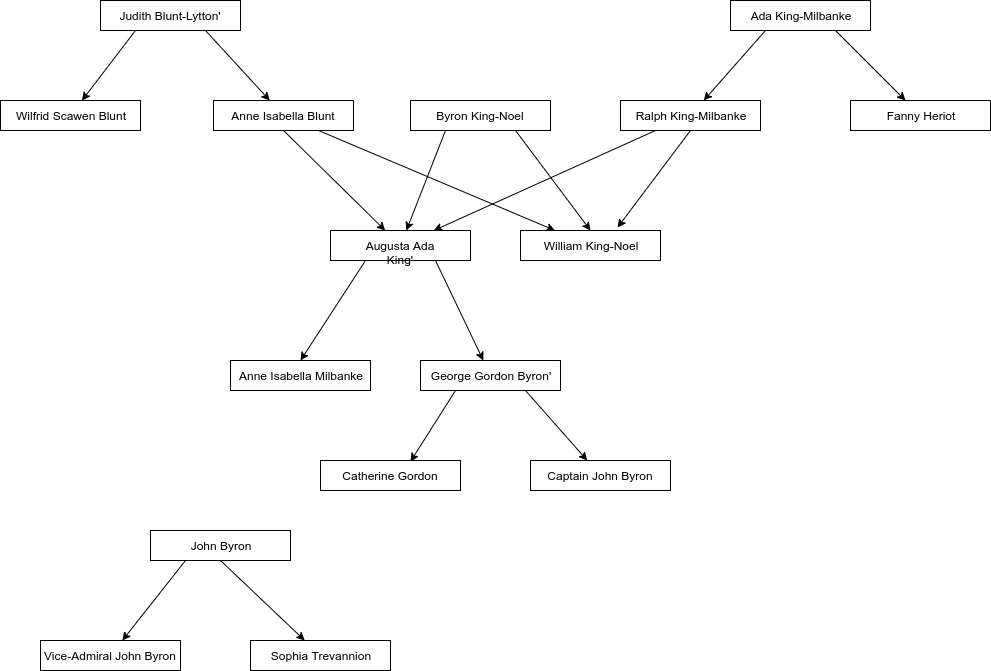 Judith Blunt-Lytton'
Ada King-Milbanke
Wilfrid Scawen Blunt
Anne Isabella Blunt
Byron King-Noel
Ralph King-Milbanke
Fanny Heriot
Augusta Ada
King'
William King-Noel
Anne Isabella Milbanke
George Gordon Byron'
Catherine Gordon
Captain John Byron
John Byron
Vice-Admiral John Byron
Sophia Trevannion